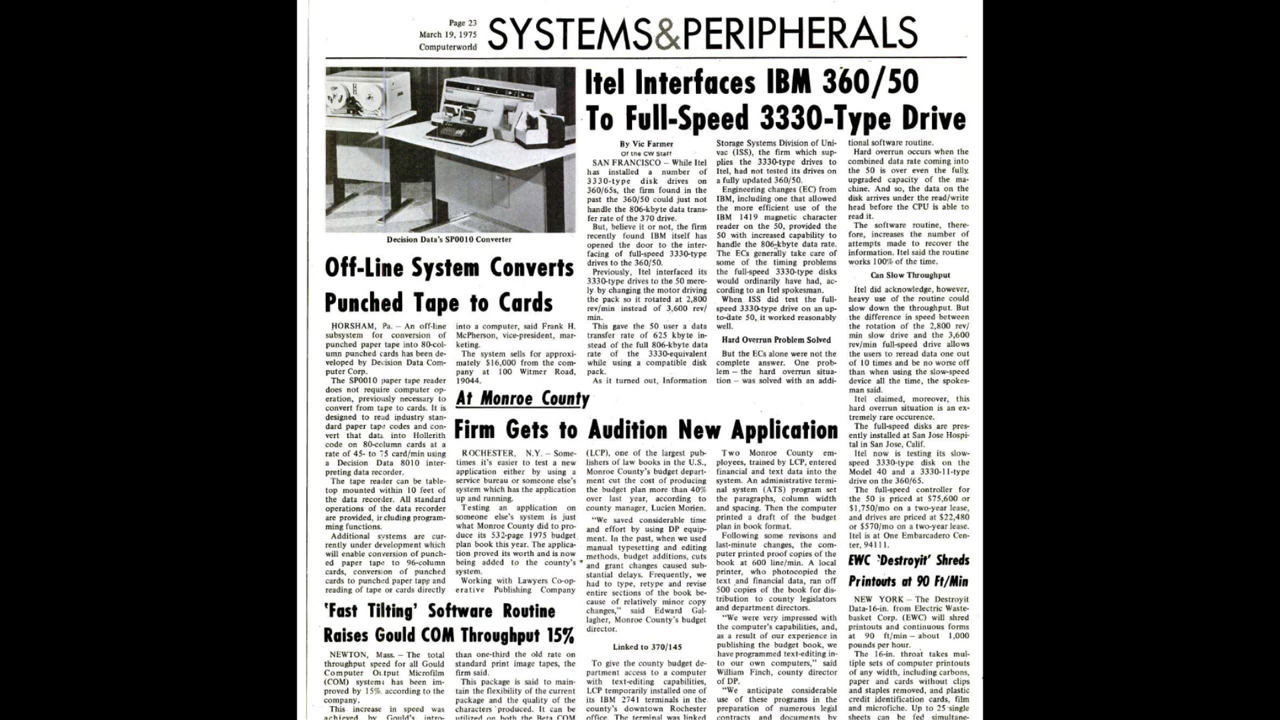 Page 23
March 19, 1975
Computerworld
SYSTEMS&PERIPHERALS
Decision Data's SP0010 Converter
Off-Line System Converts
Punched Tape to Cards
HORSHAM, Pa. – An off-line
subsystem for conversion of
punched paper tape into 80-col-
umn punched cards has been de-
veloped by Decision Data Com-
puter Corp.
The SP0010 paper tape reader
does not require computer op-
eration, previously necessary to
convert from tape to cards. It is
designed to read industry stan-
dard paper tape codes and con-
vert that data into Hollerith
code on 80-column cards at a
rate of 45- to 75 card/min using
a Decision Data 8010 inter-
preting data recorder.
The tape reader can be table-
top mounted within 10 feet of
the data recorder. All standard
operations of the data recorder
are provided, including program-
ming functions.
Additional systems are cur-
rently under development which
will enable conversion of punch-
ed paper tape to 96-column
cards, conversion of punched
cards to punched paper tape and
reading of tape or cards directly
into a computer, said Frank H.
McPherson, vice-president, mar-
keting.
The system sells for approxi-
mately $16,000 from the com-
pany at 100 Witmer Road,
19044.
Itel Interfaces IBM 360/50
To Full-Speed 3330-Type Drive
By Vic Farmer
Of the CW Staff
SAN FRANCISCO – While Itel
has installed a number of
3330-type disk drives on
360/65s, the firm found in the
past the 360/50 could just not
handle the 806-kbyte data trans-
fer rate of the 370 drive.
But, believe it or not, the firm
recently found IBM itself has
opened the door to the inter-
facing of full-speed 3330-type
drives to the 360/50.
Previously, Itel interfaced its
3330-type drives to the 50 mere-
ly by changing the motor driving
the pack so it rotated at 2,800
rev/min instead of 3,600 rev/
min.
This gave the 50 user a data
transfer rate of 625 kbyte in-
stead of the full 806-kbyte data
rate of the 3330-equivalent
while using a compatible disk
pack.
As it turned out, Information
Storage Systems Division of Uni-
vac (ISS), the firm which sup-
plies the 3330-type drives to
Itel, had not tested its drives on
a fully updated 360/50.
Engineering changes (EC) from
IBM, including one that allowed
the more efficient use of the
IBM 1419 magnetic character
reader on the 50, provided the
50 with increased capability to
handle the 806-kbyte data rate.
The ECs generally take care of
some of the timing problems
the full-speed 3330-type disks
would ordinarily have had, ac-
cording to an Itel spokesman.
When ISS did test the full-
speed 3330-type drive on an up-
to-date 50, it worked reasonably
well.
Hard Overrun Problem Solved
But the ECs alone were not the
complete answer. One prob-
lem – the hard overrun situa-
tion – was solved with an addi-
tional software routine.
Hard overrun occurs when the
combined data rate coming into
the 50 is over even the fully
upgraded capacity of the ma-
chine. And so, the data on the
disk arrives under the read/write
head before the CPU is able to
read it.
The software routine, there-
fore, increases the number of
attempts made to recover the
information. Itel said the routine
works 100% of the time.
Can Slow Throughput
Itel did acknowledge, however,
heavy use of the routine could
slow down the throughput. But
the difference in speed between
the rotation of the 2,800 rev/
min slow drive and the 3,600
rev/min full-speed drive allows
the users to reread data one out
of 10 times and be no worse off
than when using the slow-speed
device all the time, the spokes-
man said.
Itel claimed, moreover, this
hard overrun situation is an ex-
tremely rare occurence.
The full-speed disks are pres-
ently installed at San Jose Hospi-
tal in San Jose, Calif.
Itel now is testing its slow-
speed 3330-type disk on the
Model 40 and a 3330-11-type
drive on the 360/65.
The full-speed controller for
the 50 is priced at $75,600 or
$1,750/mo on a two-year lease,
and drives are priced at $22,480
or $570/mo on a two-year lease.
Itel is at One Embarcadero Cen-
ter, 94111.
At Monroe County
Firm Gets to Audition New Application
ROCHESTER, N.Y. – Some-
times it's easier to test a new
application either by using a
service bureau or someone else's
system which has the application
up and running.
Testing an application on
someone else's system is just
what Monroe County did to pro-
duce its 532-page 1975 budget
plan book this year. The applica-
tion proved its worth and is now
being added to the county's
system.
Working with Lawyers Co-op-
erative Publishing Company
(LCP), one of the largest pub-
lishers of law books in the U.S.,
Monroe County's budget depart-
ment cut the cost of producing
the budget plan more than 40%
over last year, according to
county manager, Lucien Morien.
"We saved considerable time
and effort by using DP equip-
ment. In the past, when we used
manual typesetting and editing
methods, budget additions, cuts
and grant changes caused sub-
stantial delays. Frequently, we
had to type, retype and revise
entire sections of the book be-
cause of relatively minor copy
changes," said Edward Gal-
lagher, Monroe County's budget
director.
Linked to 370/145
To give the county budget de-
partment access to a computer
with text-editing capabilities,
LCP temporarily installed one of
its IBM 2741 terminals in the
county's downtown Rochester
office. The terminal was linked
Two Monroe County em-
ployees, trained by LCP, entered
financial and text data into the
system. An administrative termi-
nal system (ATS) program set
the paragraphs, column width
and spacing. Then the computer
printed a draft of the budget
plan in book format.
Following some revisons and
last-minute changes, the com-
puter printed proof copies of the
book at 600 line/min. A local
printer, who photocopied the
text and financial data, ran off
500 copies of the book for dis-
tribution to county legislators
and department directors.
"We were very impressed with
the computer's capabilities, and,
as a result of our experience in
publishing the budget book, we
have programmed text-editing in-
to our own computers," said
William Finch, county director
of DP.
"We anticipate considerable
use of these programs in the
preparation of numerous legal
contracts and documents by
EWC 'Destroyit' Shreds
Printouts at 90 Ft/Min
NEW YORK – The Destroyit
Data-16-in. from Electric Waste-
basket Corp. (EWC) will shred
printouts and continuous forms
at 90 ft/min – about 1,000
pounds per hour.
The 16-in. throat takes mul-
tiple sets of computer printouts
of any width, including carbons,
paper and cards without clips
and staples removed, and plastic
credit identification cards, film
and microfiche. Up to 25 single
sheets can be fed simultane-
'Fast Tilting' Software Routine
Raises Gould COM Throughput 15%
NEWTON, Mass. – The total
throughput speed for all Gould
Computer Output Microfilm
(COM) systems has been im-
proved by 15% according to the
company.
This increase in speed was
achieved by Gould's intro-
than one-third the old rate on
standard print image tapes, the
firm said.
This package is said to main-
tain the flexibility of the current
package and the quality of the
characters produced. It can be
utilized on both the Beta COM